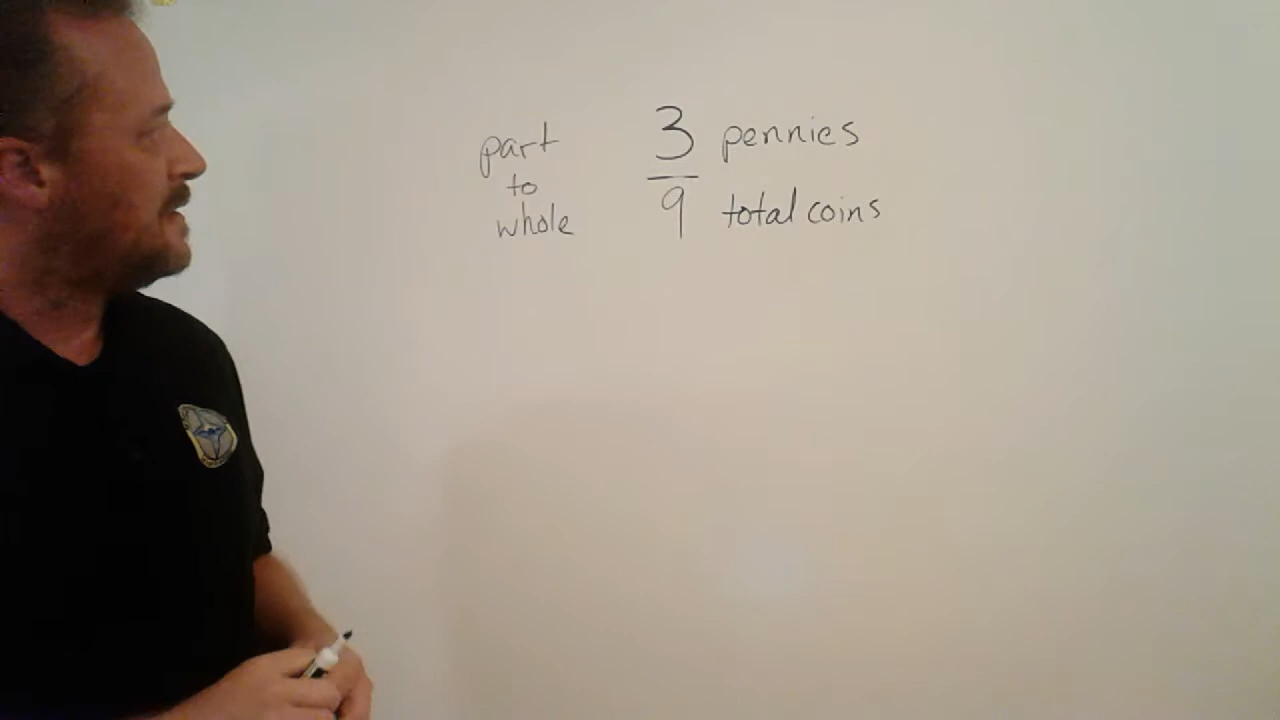 part
to
whole
3 pennies
9 total coins